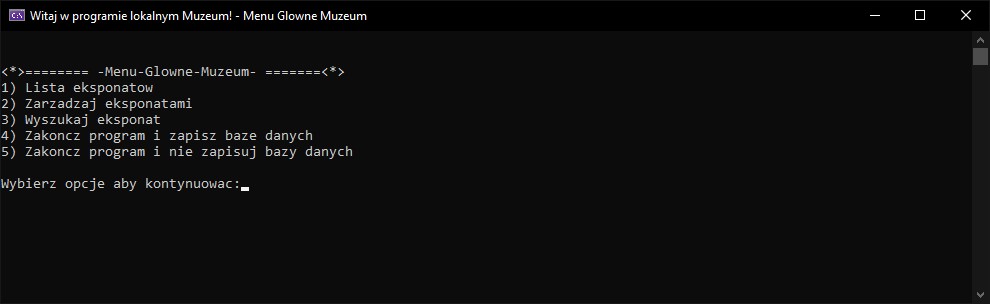 Witaj w programie lokalnym Muzeum! - Menu Glowne Muzeum
<*>======== -Menu-Glowne-Muzeum- =======<*>
1) Lista eksponatow
2) Zarzadzaj eksponatami
3) Wyszukaj eksponat
4) Zakoncz program i zapisz baze danych
5) Zakoncz program i nie zapisuj bazy danych
Wybierz opcje aby kontynuowac: